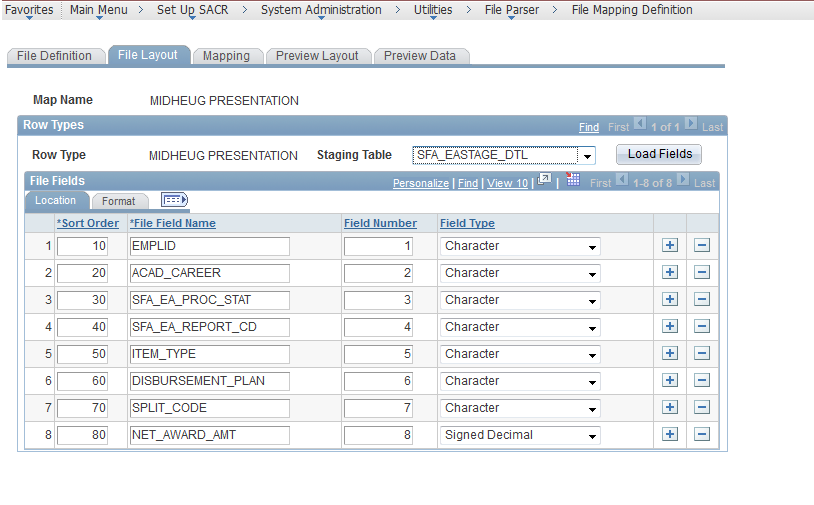 Favorites Main Menu > Set Up SACR > System Administration > Utilities > File Parser > File Mapping Definition
File Definition File Layout Mapping Preview Layout Preview Data
Map Name MIDHEUG PRESENTATION
Row Types Find First 1 of 1 Last
Row Type MIDHEUG PRESENTATION Staging Table SFA_EASTAGE_DTL Load Fields
File Fields Personalize | Find | View 10 | | First 1-8 of 8 Last
Location Format
*Sort Order *File Field Name Field Number Field Type
1 10 EMPLID 1 Character
2 20 ACAD_CAREER 2 Character
3 30 SFA_EA_PROC_STAT 3 Character
4 40 SFA_EA_REPORT_CD 4 Character
5 50 ITEM_TYPE 5 Character
6 60 DISBURSEMENT_PLAN 6 Character
7 70 SPLIT_CODE 7 Character
8 80 NET_AWARD_AMT 8 Signed Decimal